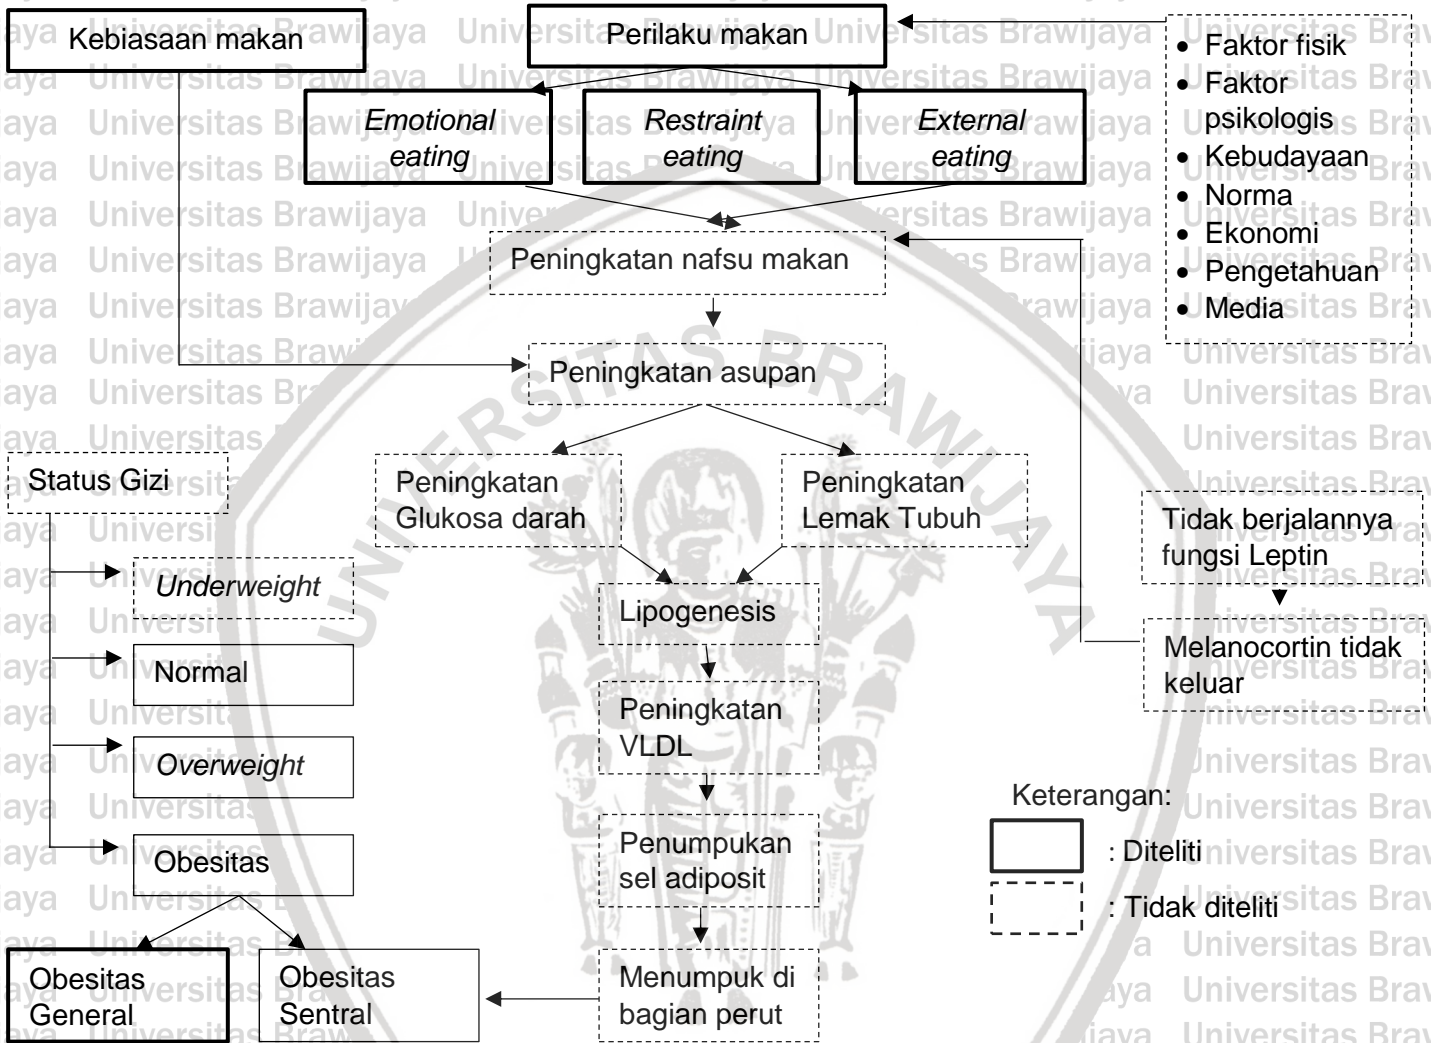 Kebiasaan makan
Perilaku makan
• Faktor fisik
• Faktor
psikologis
• Kebudayaan
• Norma
• Ekonomi
• Pengetahuan
• Media
Emotional
eating
Restraint
eating
External
eating
Peningkatan nafsu makan
Peningkatan asupan
Status Gizi
Peningkatan
Glukosa darah
Peningkatan
Lemak Tubuh
Tidak berjalannya
fungsi Leptin
Underweight
Lipogenesis
Melanocortin tidak
keluar
Normal
Peningkatan
VLDL
Overweight
Keterangan:
: Diteliti
: Tidak diteliti
Obesitas
Penumpukan
sel adiposit
Obesitas
General
Obesitas
Sentral
Menumpuk di
bagian perut
UNIVERSITAS BRAWIJAYA